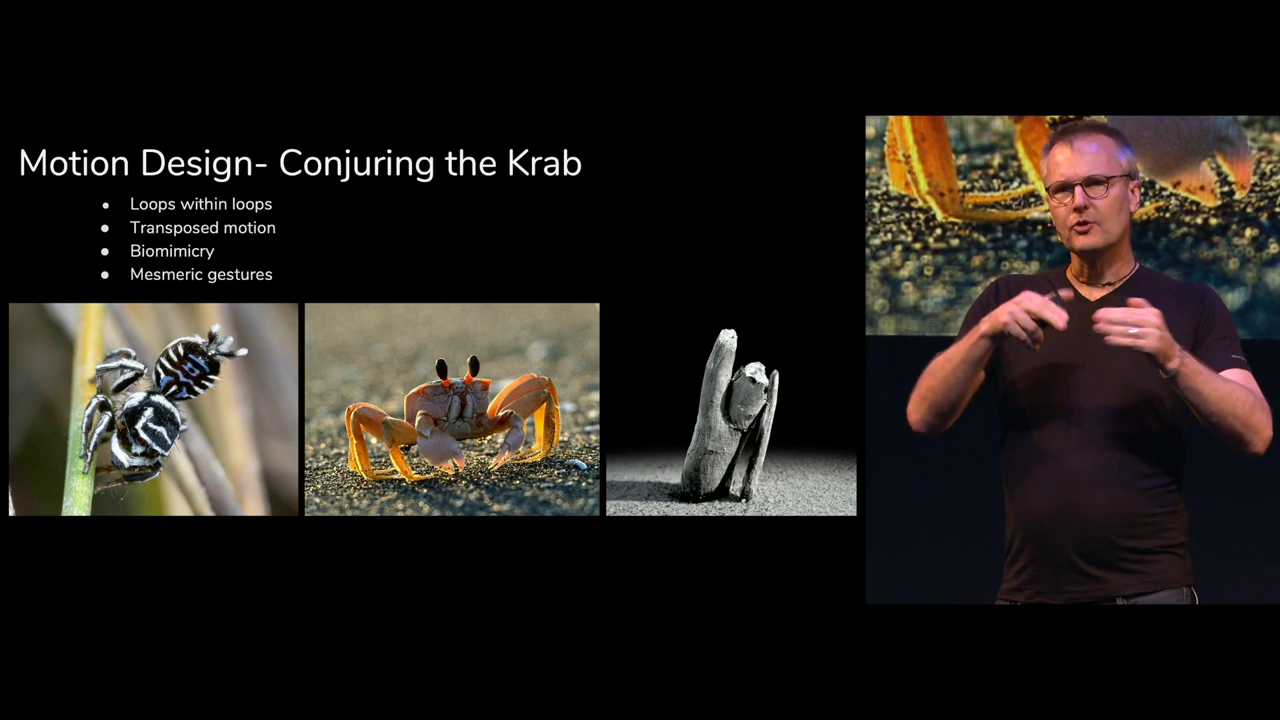 Motion Design- Conjuring the Krab
● Loops within loops
● Transposed motion
● Biomimicry
● Mesmeric gestures